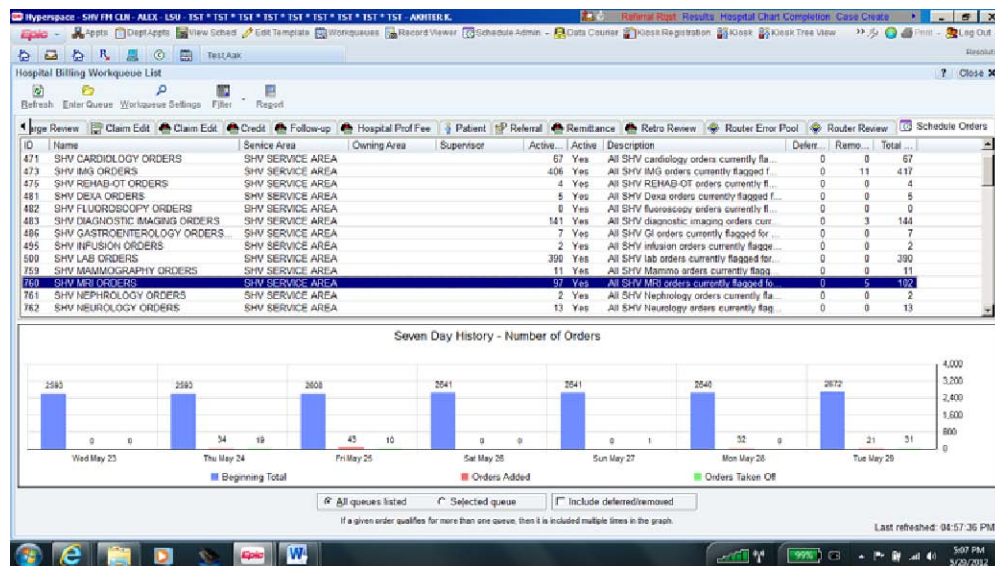 Hyperspace - SHV FM CLN - ALEX - LSU - TST * TST * TST * TST * TST * TST * TST * TST * TST - AKHTER K.
Referral Rqst Results Hospital Chart Completion Case Create
Epic Appts Dept Appts View Sched Edit Template Workqueues Record Viewer Schedule Admin Data Courier Kiosk Registration Kiosk Kiosk Tree View Print Log Out
Test,Aax Resoluti
Hospital Billing Workqueue List ? Close X
Refresh Enter Queue Workqueue Settings Filter Report
arge Review Claim Edit Claim Edit Credit Follow-up Hospital Prof Fee Patient Referral Remittance Retro Review Router Error Pool Router Review Schedule Orders
ID Name Service Area Owning Area Supervisor Active... Active Description Deferr... Remo... Total ...
471 SHV CARDIOLOGY ORDERS SHV SERVICE AREA 67 Yes All SHV cardiology orders currently fla... 0 0 67
473 SHV IMG ORDERS SHV SERVICE AREA 406 Yes All SHV IMG orders currently flagged f... 0 11 417
475 SHV REHAB-OT ORDERS SHV SERVICE AREA 4 Yes All SHV REHAB-OT orders currently fl... 0 0 4
481 SHV DEXA ORDERS SHV SERVICE AREA 5 Yes All SHV Dexa orders currently flagged f... 0 0 5
482 SHV FLUOROSCOPY ORDERS SHV SERVICE AREA 0 Yes All SHV fluoroscopy orders currently fl... 0 0 0
483 SHV DIAGNOSTIC IMAGING ORDERS SHV SERVICE AREA 141 Yes All SHV diagnostic imaging orders curr... 0 3 144
486 SHV GASTROENTEROLOGY ORDERS... SHV SERVICE AREA 7 Yes All SHV GI orders currently flagged for ... 0 0 7
495 SHV INFUSION ORDERS SHV SERVICE AREA 2 Yes All SHV infusion orders currently flagge... 0 0 2
500 SHV LAB ORDERS SHV SERVICE AREA 390 Yes All SHV lab orders currently flagged for... 0 0 390
759 SHV MAMMOGRAPHY ORDERS SHV SERVICE AREA 11 Yes All SHV Mammo orders currently flagg... 0 0 11
760 SHV MRI ORDERS SHV SERVICE AREA 97 Yes All SHV MRI orders currently flagged fo... 0 5 102
761 SHV NEPHROLOGY ORDERS SHV SERVICE AREA 2 Yes All SHV Nephrology orders currently fla... 0 0 2
762 SHV NEUROLOGY ORDERS SHV SERVICE AREA 13 Yes All SHV Neurology orders currently flag... 0 0 13
Seven Day History - Number of Orders
4,000
3,200
2,400
1,600
800
0
2593 0 0 2593 34 19 2608 43 10 2641 0 0 2641 0 1 2640 32 0 2672 21 31
Wed May 23 Thu May 24 Fri May 25 Sat May 26 Sun May 27 Mon May 28 Tue May 29
Beginning Total Orders Added Orders Taken Off
All queues listed Selected queue Include deferred/removed
If a given order qualifies for more than one queue, then it is included multiple times in the graph.
Last refreshed: 04:57:36 PM
Epic W 99% 5:07 PM
5/29/2012